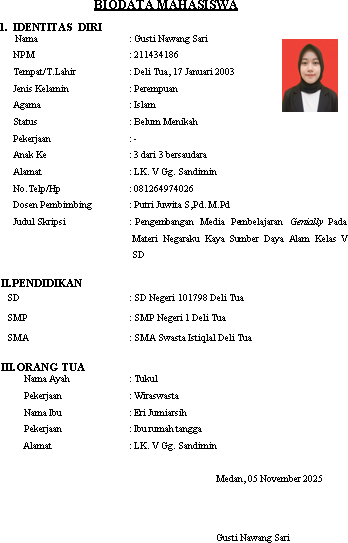 BIODATA MAHASISWA
I. IDENTITAS DIRI
Nama : Gusti Nawang Sari
NPM : 211434186
Tempat/T.Lahir : Deli Tua, 17 Januari 2003
Jenis Kelamin : Perempuan
Agama : Islam
Status : Belum Menikah
Pekerjaan : -
Anak Ke : 3 dari 3 bersaudara
Alamat : LK. V Gg. Sandimin
No. Telp/Hp : 081264974026
Dosen Pembimbing : Putri Juwita S,Pd. M.Pd
Judul Skripsi : Pengembangan Media Pembelajaran Genially Pada
Materi Negaraku Kaya Sumber Daya Alam Kelas V
SD
II.PENDIDIKAN
SD : SD Negeri 101798 Deli Tua
SMP : SMP Negeri 1 Deli Tua
SMA : SMA Swasta Istiqlal Deli Tua
III.ORANG TUA
Nama Ayah : Tukul
Pekerjaan : Wiraswasta
Nama Ibu : Eri Jumiarsih
Pekerjaan : Ibu rumah tangga
Alamat : LK. V Gg. Sandimin
Medan, 05 November 2025
Gusti Nawang Sari